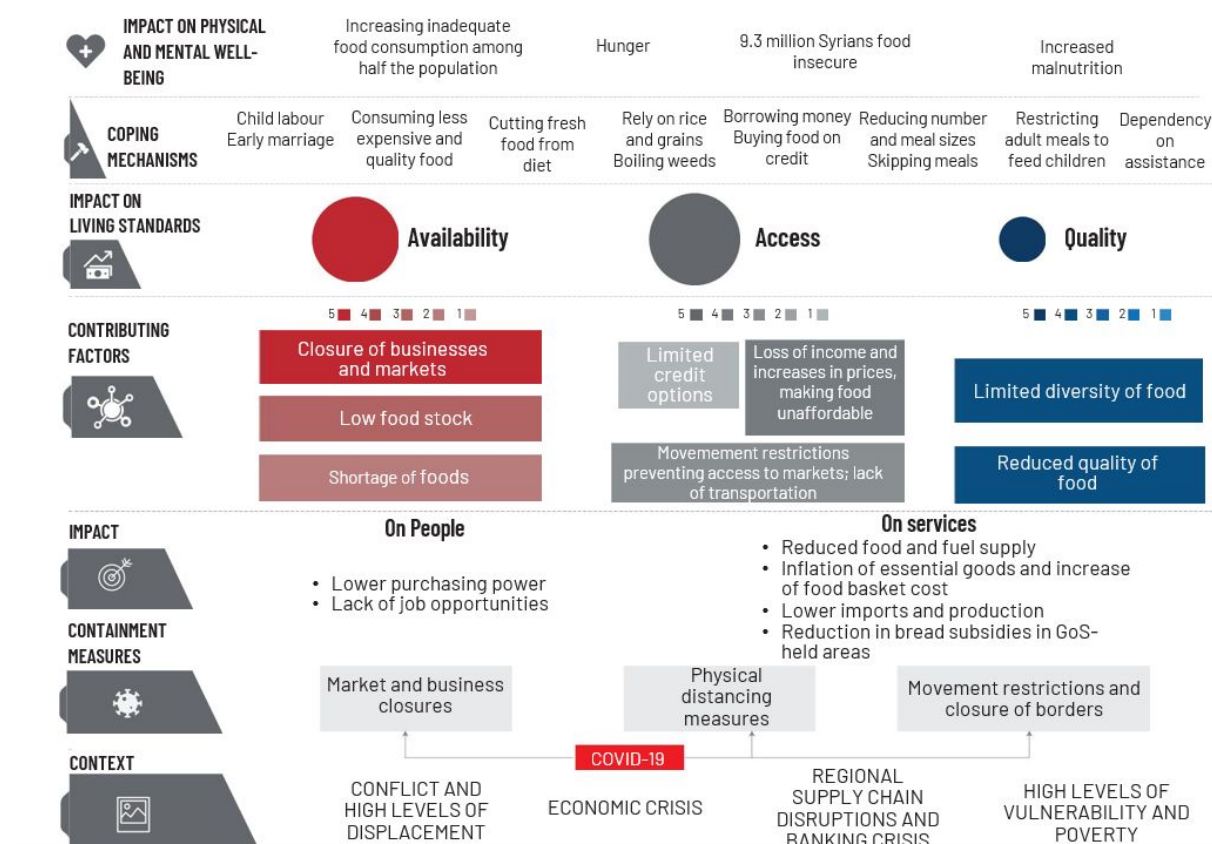 IMPACT ON PHYSICAL
AND MENTAL WELL-
BEING
Increasing inadequate
food consumption among
half the population
Hunger
9.3 million Syrians food
insecure
Increased
malnutrition
COPING
MECHANISMS
Child labour
Early marriage
Consuming less
expensive and
quality food
Cutting fresh
food from
diet
Rely on rice
and grains
Boiling weeds
Borrowing money
Buying food on
credit
Reducing number
and meal sizes
Skipping meals
Restricting
adult meals to
feed children
Dependency
on
assistance
IMPACT ON
LIVING STANDARDS
Availability
Access
Quality
CONTRIBUTING
FACTORS
5 4 3 2 1
Closure of businesses
and markets
Low food stock
Shortage of foods
5 4 3 2 1
Limited
credit
options
Loss of income and
increases in prices,
making food
unaffordable
Movemement restrictions
preventing access to markets; lack
of transportation
5 4 3 2 1
Limited diversity of food
Reduced quality of
food
IMPACT
On People
• Lower purchasing power
• Lack of job opportunities
On services
• Reduced food and fuel supply
• Inflation of essential goods and increase
of food basket cost
• Lower imports and production
• Reduction in bread subsidies in GoS-
held areas
CONTAINMENT
MEASURES
Market and business
closures
Physical
distancing
measures
Movement restrictions and
closure of borders
COVID-19
CONTEXT
CONFLICT AND
HIGH LEVELS OF
DISPLACEMENT
ECONOMIC CRISIS
REGIONAL
SUPPLY CHAIN
DISRUPTIONS AND
BANKING CRISIS
HIGH LEVELS OF
VULNERABILITY AND
POVERTY